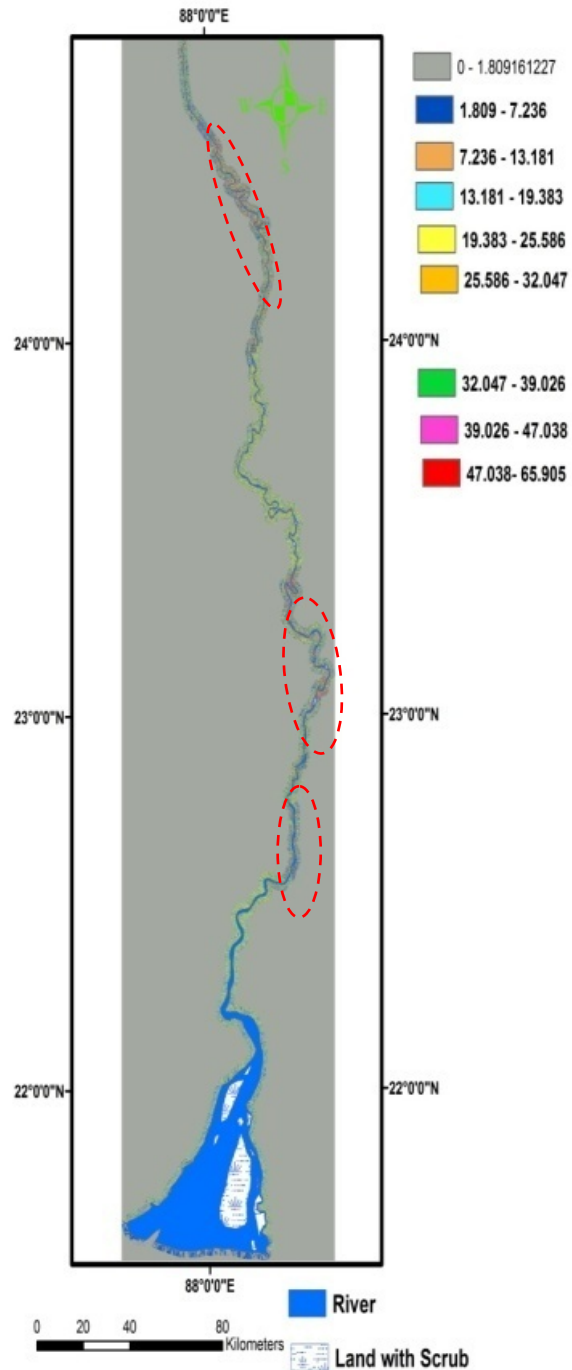 88°0'0"E
0 - 1.809161227
1.809 - 7.236
7.236 - 13.181
13.181 - 19.383
19.383 - 25.586
25.586 - 32.047
32.047 - 39.026
39.026 - 47.038
47.038- 65.905
N
W E
S
24°0'0"N 24°0'0"N
23°0'0"N 23°0'0"N
22°0'0"N 22°0'0"N
88°0'0"E
0 20 40 80
Kilometers
River
Land with Scrub